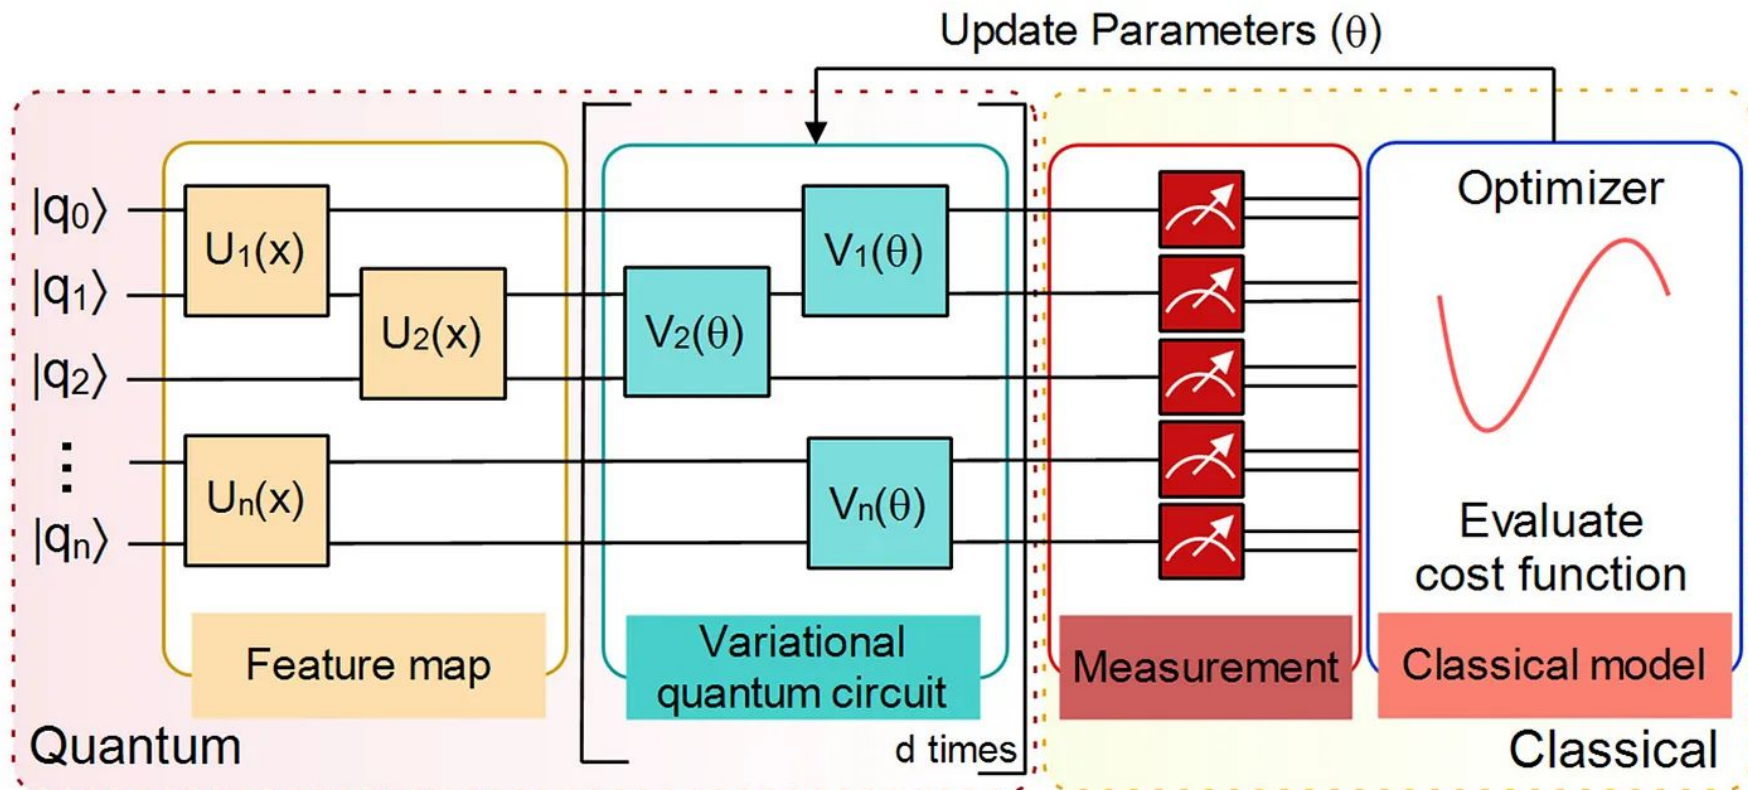 Update Parameters (θ)
|q₀⟩
|q₁⟩
|q₂⟩
⋮
|qₙ⟩
U₁(x)
U₂(x)
Uₙ(x)
Feature map
Quantum
V₁(θ)
V₂(θ)
Vₙ(θ)
Variational
quantum circuit
d times
Measurement
Optimizer
Evaluate
cost function
Classical model
Classical